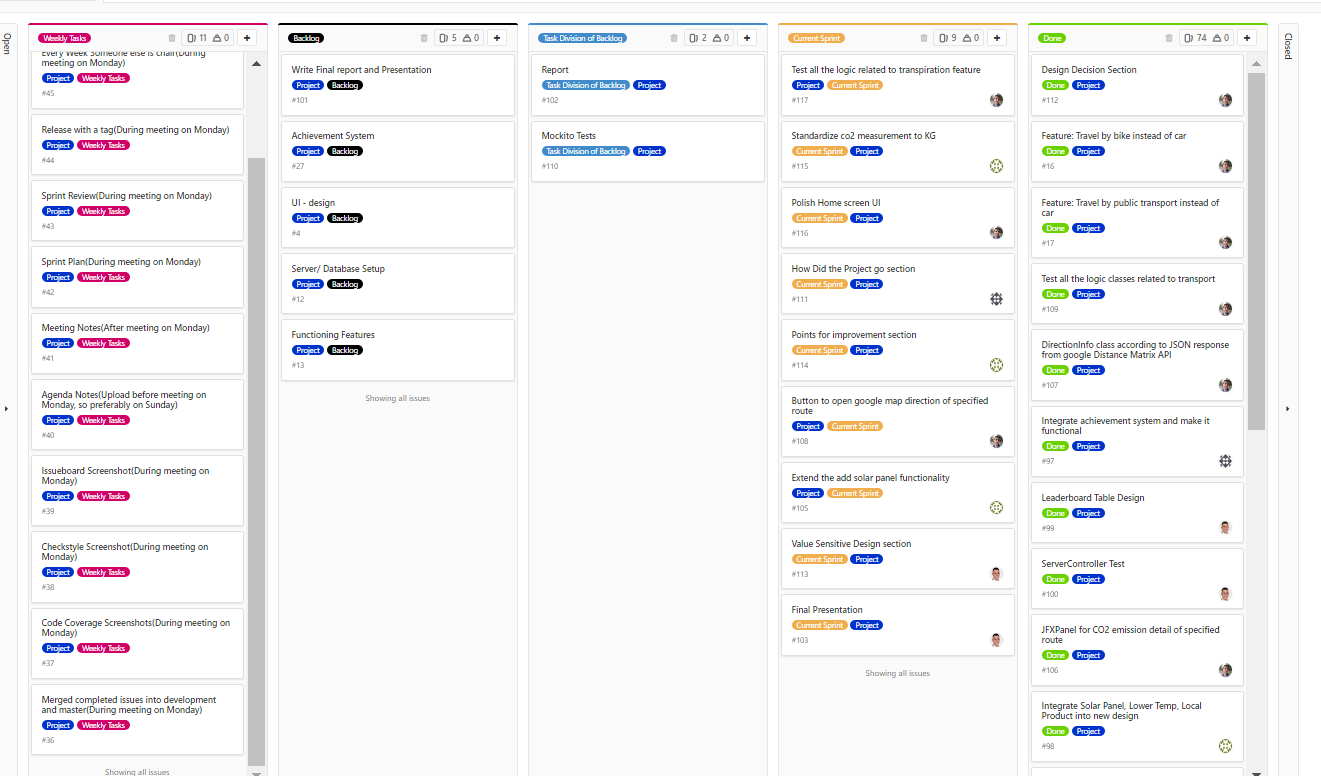 Open
Weekly Tasks
11 0
Every Week Someone else is chair(During
meeting on Monday)
Project Weekly Tasks
#45
Release with a tag(During meeting on Monday)
Project Weekly Tasks
#44
Sprint Review(During meeting on Monday)
Project Weekly Tasks
#43
Sprint Plan(During meeting on Monday)
Project Weekly Tasks
#42
Meeting Notes(After meeting on Monday)
Project Weekly Tasks
#41
Agenda Notes(Upload before meeting on
Monday, so preferably on Sunday)
Project Weekly Tasks
#40
Issueboard Screenshot(During meeting on
Monday)
Project Weekly Tasks
#39
Checkstyle Screenshot(During meeting on
Monday)
Project Weekly Tasks
#38
Code Coverage Screenshots(During meeting on
Monday)
Project Weekly Tasks
#37
Merged completed issues into development
and master(During meeting on Monday)
Project Weekly Tasks
#36
Showing all issues
Backlog
5 0
Write Final report and Presentation
Project Backlog
#101
Achievement System
Project Backlog
#27
UI - design
Project Backlog
#4
Server/ Database Setup
Project Backlog
#12
Functioning Features
Project Backlog
#13
Showing all issues
Task Division of Backlog
2 0
Report
Task Division of Backlog Project
#102
Mockito Tests
Task Division of Backlog Project
#110
Current Sprint
9 0
Test all the logic related to transpiration feature
Project Current Sprint
#117
Standardize co2 measurement to KG
Current Sprint Project
#115
Polish Home screen UI
Current Sprint Project
#116
How Did the Project go section
Current Sprint Project
#111
Points for improvement section
Current Sprint Project
#114
Button to open google map direction of specified
route
Project Current Sprint
#108
Extend the add solar panel functionality
Project Current Sprint
#105
Value Sensitive Design section
Current Sprint Project
#113
Final Presentation
Current Sprint Project
#103
Showing all issues
Done
74 0
Design Decision Section
Done Project
#112
Feature: Travel by bike instead of car
Done Project
#16
Feature: Travel by public transport instead of
car
Done Project
#17
Test all the logic classes related to transport
Done Project
#109
DirectionInfo class according to JSON response
from google Distance Matrix API
Done Project
#107
Integrate achievement system and make it
functional
Done Project
#97
Leaderboard Table Design
Done Project
#99
ServerController Test
Done Project
#100
JFXPanel for CO2 emission detail of specified
route
Done Project
#106
Integrate Solar Panel, Lower Temp, Local
Product into new design
Done Project
#98
Closed